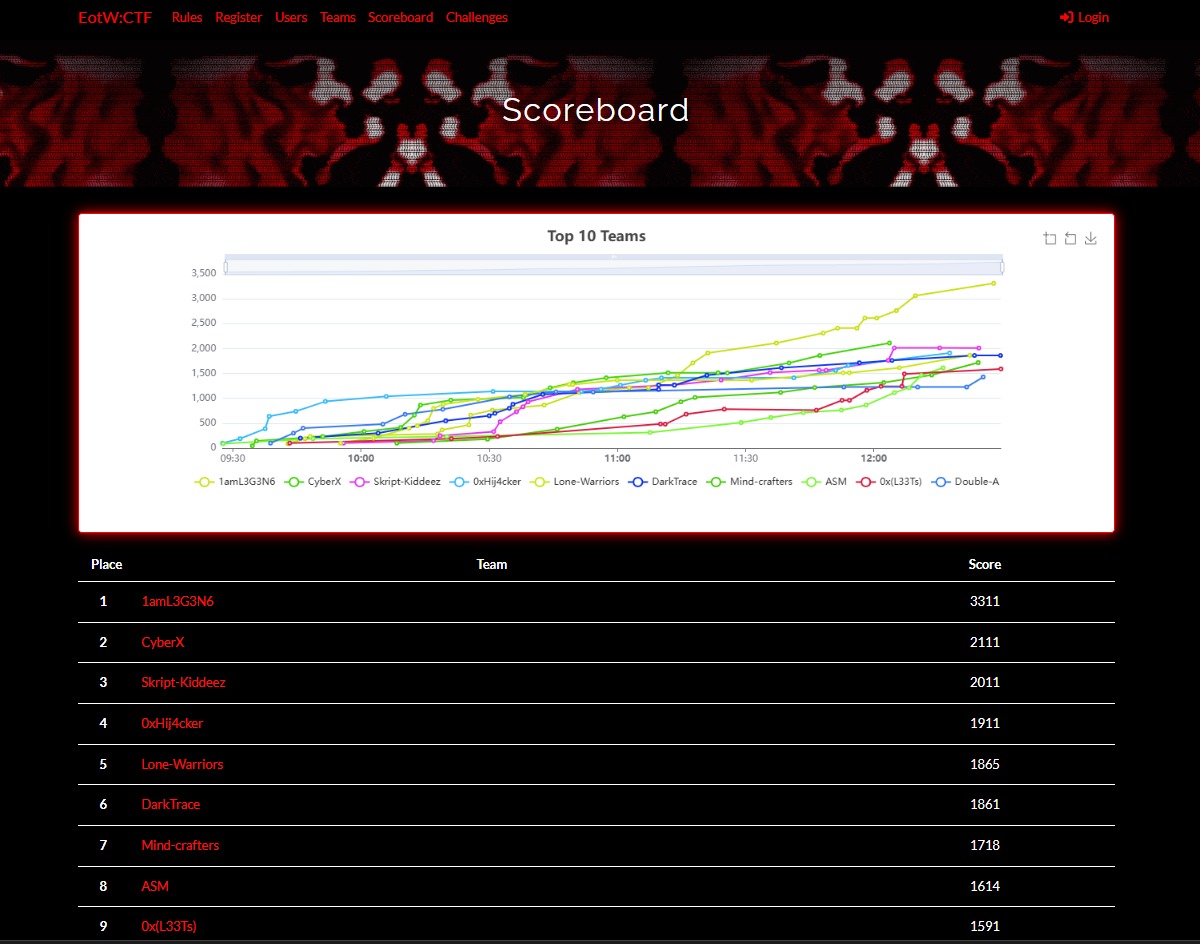 EotW:CTF Rules Register Users Teams Scoreboard Challenges Login
Scoreboard
Top 10 Teams
3,500
3,000
2,500
2,000
1,500
1,000
500
0
09:30 10:00 10:30 11:00 11:30 12:00
1amL3G3N6 CyberX Skript-Kiddeez 0xHij4cker Lone-Warriors DarkTrace Mind-crafters ASM 0x(L33Ts) Double-A
Place Team Score
1 1amL3G3N6 3311
2 CyberX 2111
3 Skript-Kiddeez 2011
4 0xHij4cker 1911
5 Lone-Warriors 1865
6 DarkTrace 1861
7 Mind-crafters 1718
8 ASM 1614
9 0x(L33Ts) 1591